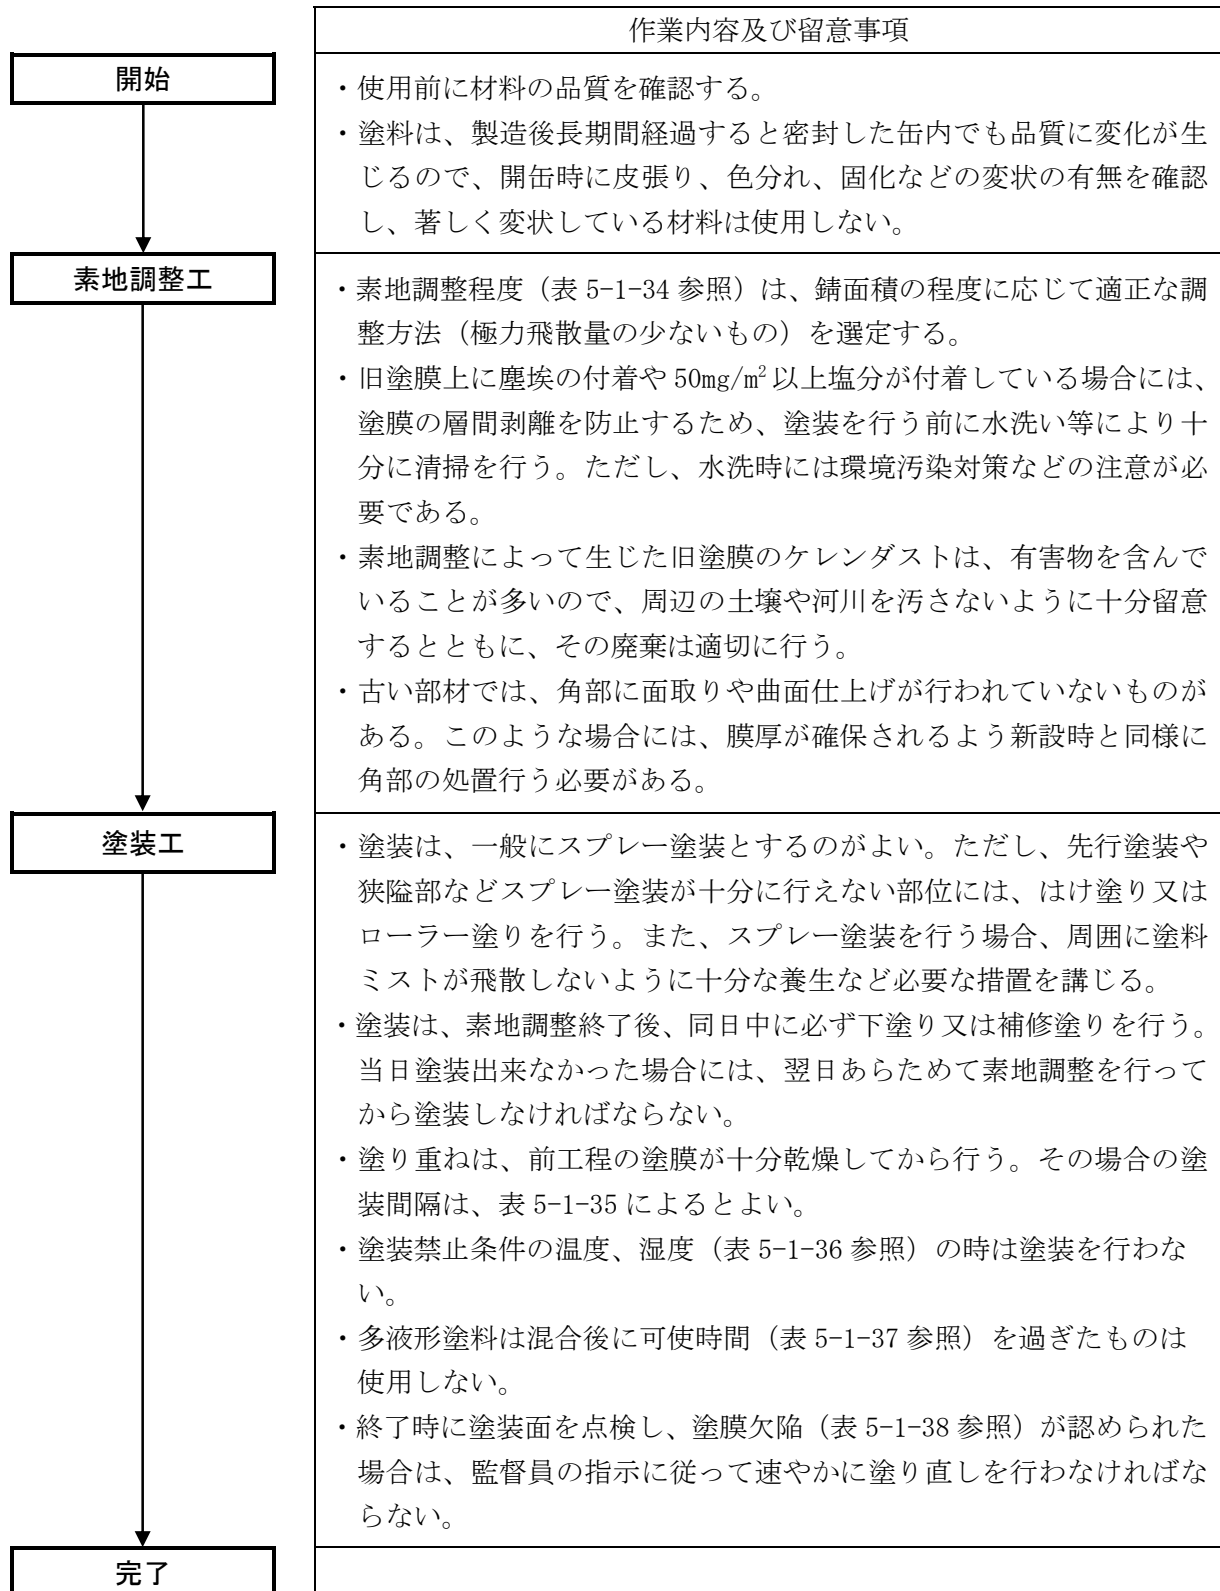 作業内容及び留意事項
開始
・使用前に材料の品質を確認する。
・塗料は、製造後長期間経過すると密封した缶内でも品質に変化が生
じるので、開缶時に皮張り、色分れ、固化などの変状の有無を確認
し、著しく変状している材料は使用しない。
素地調整工
・素地調整程度（表 5-1-34 参照）は、錆面積の程度に応じて適正な調
整方法（極力飛散量の少ないもの）を選定する。
・旧塗膜上に塵埃の付着や 50mg/m²以上塩分が付着している場合には、
塗膜の層間剥離を防止するため、塗装を行う前に水洗い等により十
分に清掃を行う。ただし、水洗時には環境汚染対策などの注意が必
要である。
・素地調整によって生じた旧塗膜のケレンダストは、有害物を含んで
いることが多いので、周辺の土壌や河川を汚さないように十分留意
するとともに、その廃棄は適切に行う。
・古い部材では、角部に面取りや曲面仕上げが行われていないものが
ある。このような場合には、膜厚が確保されるよう新設時と同様に
角部の処置行う必要がある。
塗装工
・塗装は、一般にスプレー塗装とするのがよい。ただし、先行塗装や
狭隘部などスプレー塗装が十分に行えない部位には、はけ塗り又は
ローラー塗りを行う。また、スプレー塗装を行う場合、周囲に塗料
ミストが飛散しないように十分な養生など必要な措置を講じる。
・塗装は、素地調整終了後、同日中に必ず下塗り又は補修塗りを行う。
当日塗装出来なかった場合には、翌日あらためて素地調整を行って
から塗装しなければならない。
・塗り重ねは、前工程の塗膜が十分乾燥してから行う。その場合の塗
装間隔は、表 5-1-35 によるとよい。
・塗装禁止条件の温度、湿度（表 5-1-36 参照）の時は塗装を行わな
い。
・多液形塗料は混合後に可使時間（表 5-1-37 参照）を過ぎたものは
使用しない。
・終了時に塗装面を点検し、塗膜欠陥（表 5-1-38 参照）が認められた
場合は、監督員の指示に従って速やかに塗り直しを行わなければな
らない。
完了